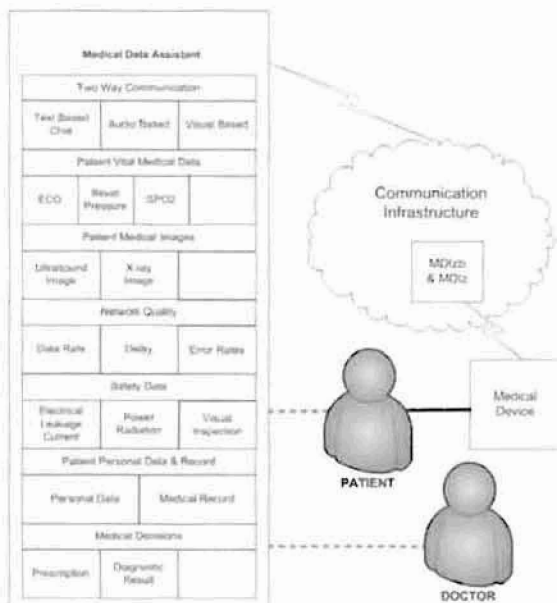 Medical Data Assistant
Two Way Communication
Text Based
Chat
Audio Based
Visual Based
Patient Vital Medical Data
ECG
Blood
Pressure
SPO2
Patient Medical Images
Ultrasound
Image
X-ray
Image
Network Quality
Data Rate
Delay
Error Rates
Safety Data
Electrical
Leakage
Current
Power
Radiation
Visual
Inspection
Patient Personal Data & Record
Personal Data
Medical Record
Medical Decisions
Prescription
Diagnostic
Result
Communication
Infrastructure
MDIzb
& MDIz
Medical
Device
PATIENT
DOCTOR